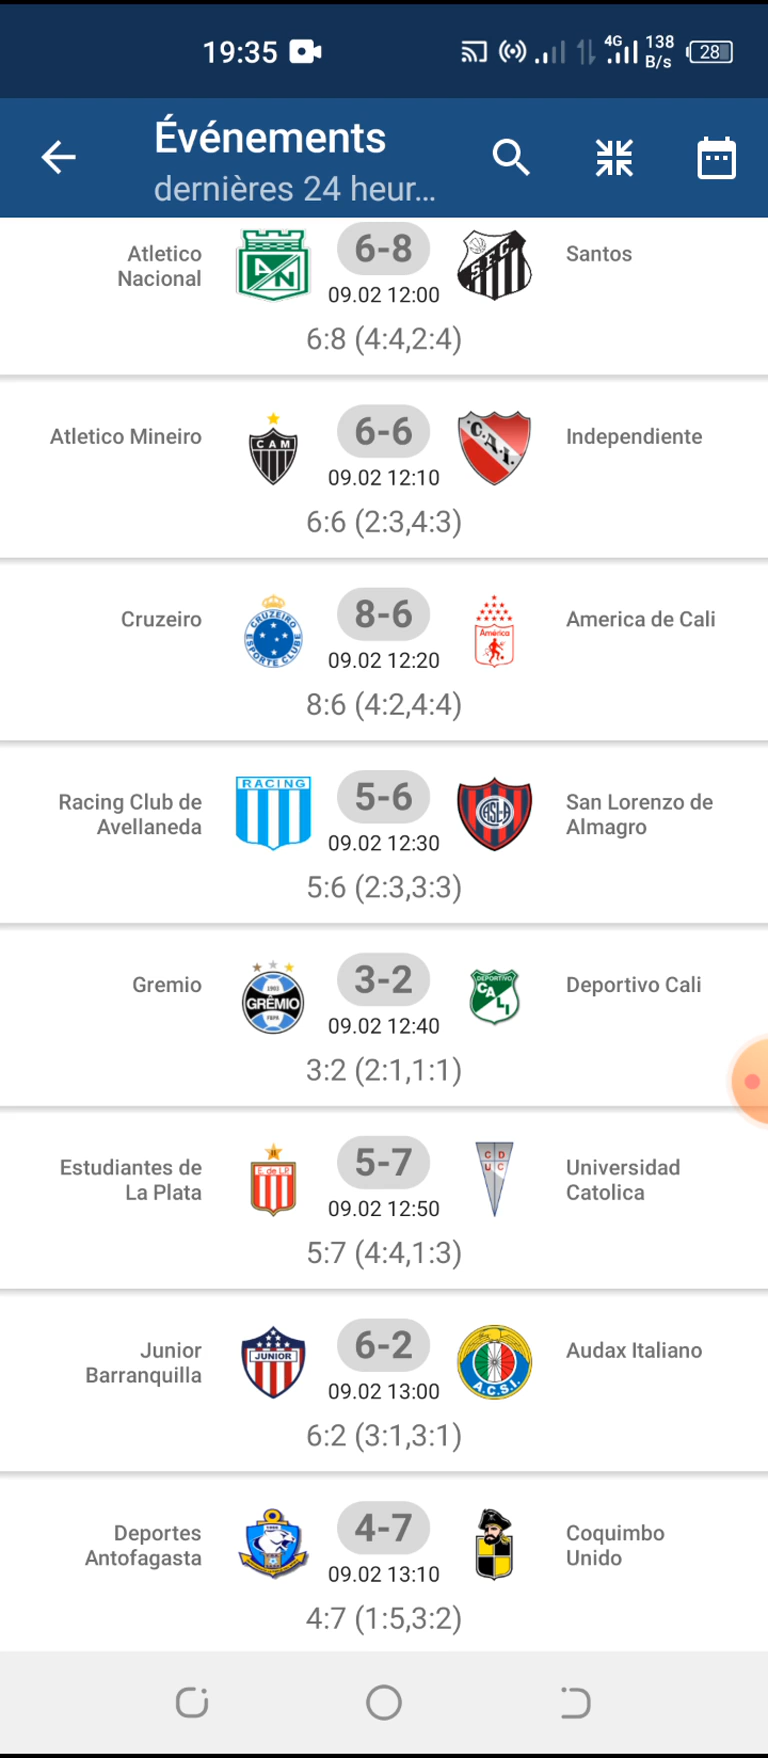 19:35
4G 138 B/s 28
Événements
dernières 24 heur...
Atletico Nacional
6-8
Santos
09.02 12:00
6:8 (4:4,2:4)
Atletico Mineiro
6-6
Independiente
09.02 12:10
6:6 (2:3,4:3)
Cruzeiro
8-6
America de Cali
09.02 12:20
8:6 (4:2,4:4)
Racing Club de Avellaneda
5-6
San Lorenzo de Almagro
09.02 12:30
5:6 (2:3,3:3)
Gremio
3-2
Deportivo Cali
09.02 12:40
3:2 (2:1,1:1)
Estudiantes de La Plata
5-7
Universidad Catolica
09.02 12:50
5:7 (4:4,1:3)
Junior Barranquilla
6-2
Audax Italiano
09.02 13:00
6:2 (3:1,3:1)
Deportes Antofagasta
4-7
Coquimbo Unido
09.02 13:10
4:7 (1:5,3:2)